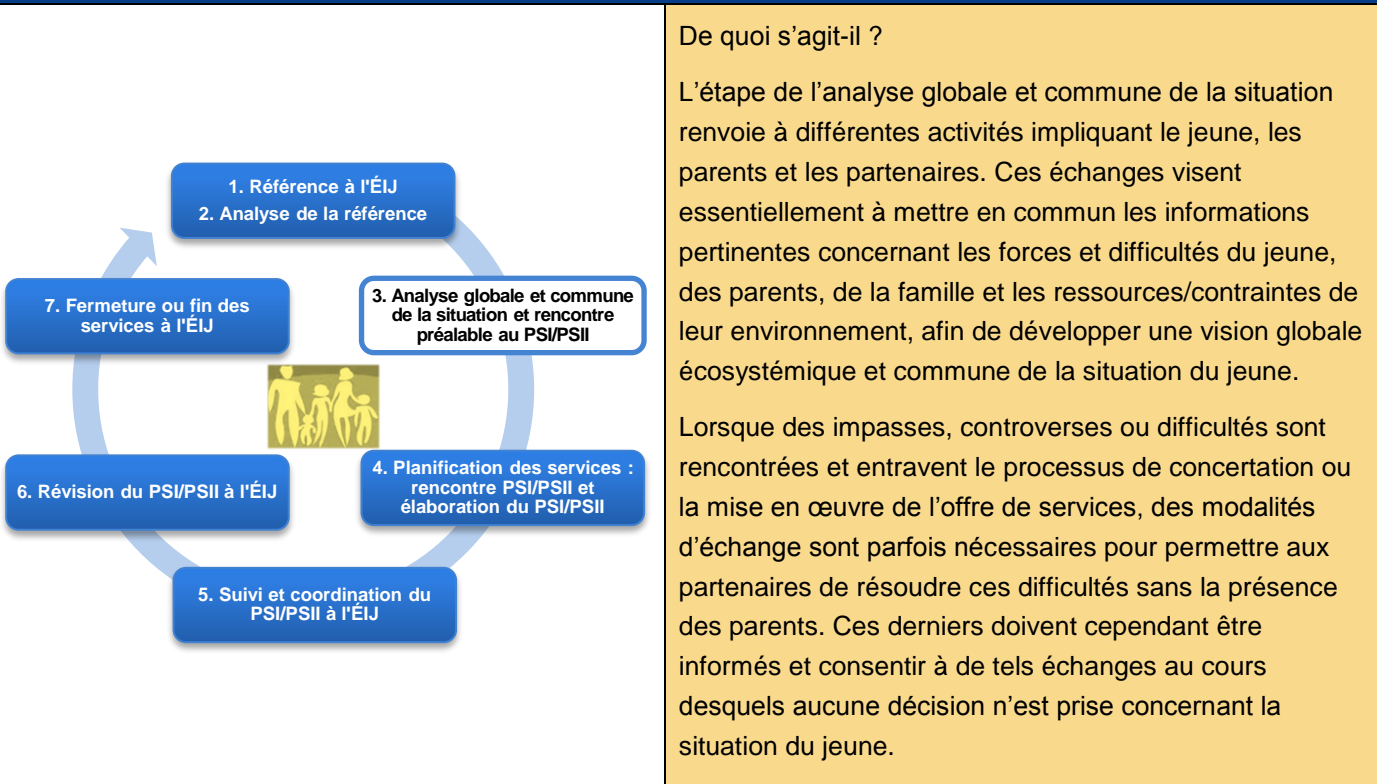 1. Référence à l'ÉIJ
2. Analyse de la référence
3. Analyse globale et commune
de la situation et rencontre
préalable au PSI/PSII
4. Planification des services :
rencontre PSI/PSII et
élaboration du PSI/PSII
5. Suivi et coordination du
PSI/PSII à l'ÉIJ
6. Révision du PSI/PSII à l'ÉIJ
7. Fermeture ou fin des
services à l'ÉIJ
De quoi s’agit-il ?
L’étape de l’analyse globale et commune de la situation
renvoie à différentes activités impliquant le jeune, les
parents et les partenaires. Ces échanges visent
essentiellement à mettre en commun les informations
pertinentes concernant les forces et difficultés du jeune,
des parents, de la famille et les ressources/contraintes de
leur environnement, afin de développer une vision globale
écosystémique et commune de la situation du jeune.
Lorsque des impasses, controverses ou difficultés sont
rencontrées et entravent le processus de concertation ou
la mise en œuvre de l’offre de services, des modalités
d’échange sont parfois nécessaires pour permettre aux
partenaires de résoudre ces difficultés sans la présence
des parents. Ces derniers doivent cependant être
informés et consentir à de tels échanges au cours
desquels aucune décision n’est prise concernant la
situation du jeune.